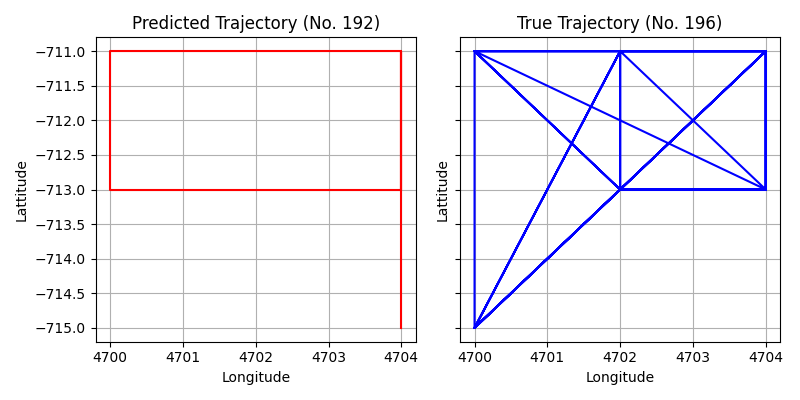 Predicted Trajectory (No. 192)
−711.0
−711.5
−712.0
−712.5
−713.0
−713.5
−714.0
−714.5
−715.0
Lattitude
4700 4701 4702 4703 4704
Longitude
True Trajectory (No. 196)
Lattitude
4700 4701 4702 4703 4704
Longitude